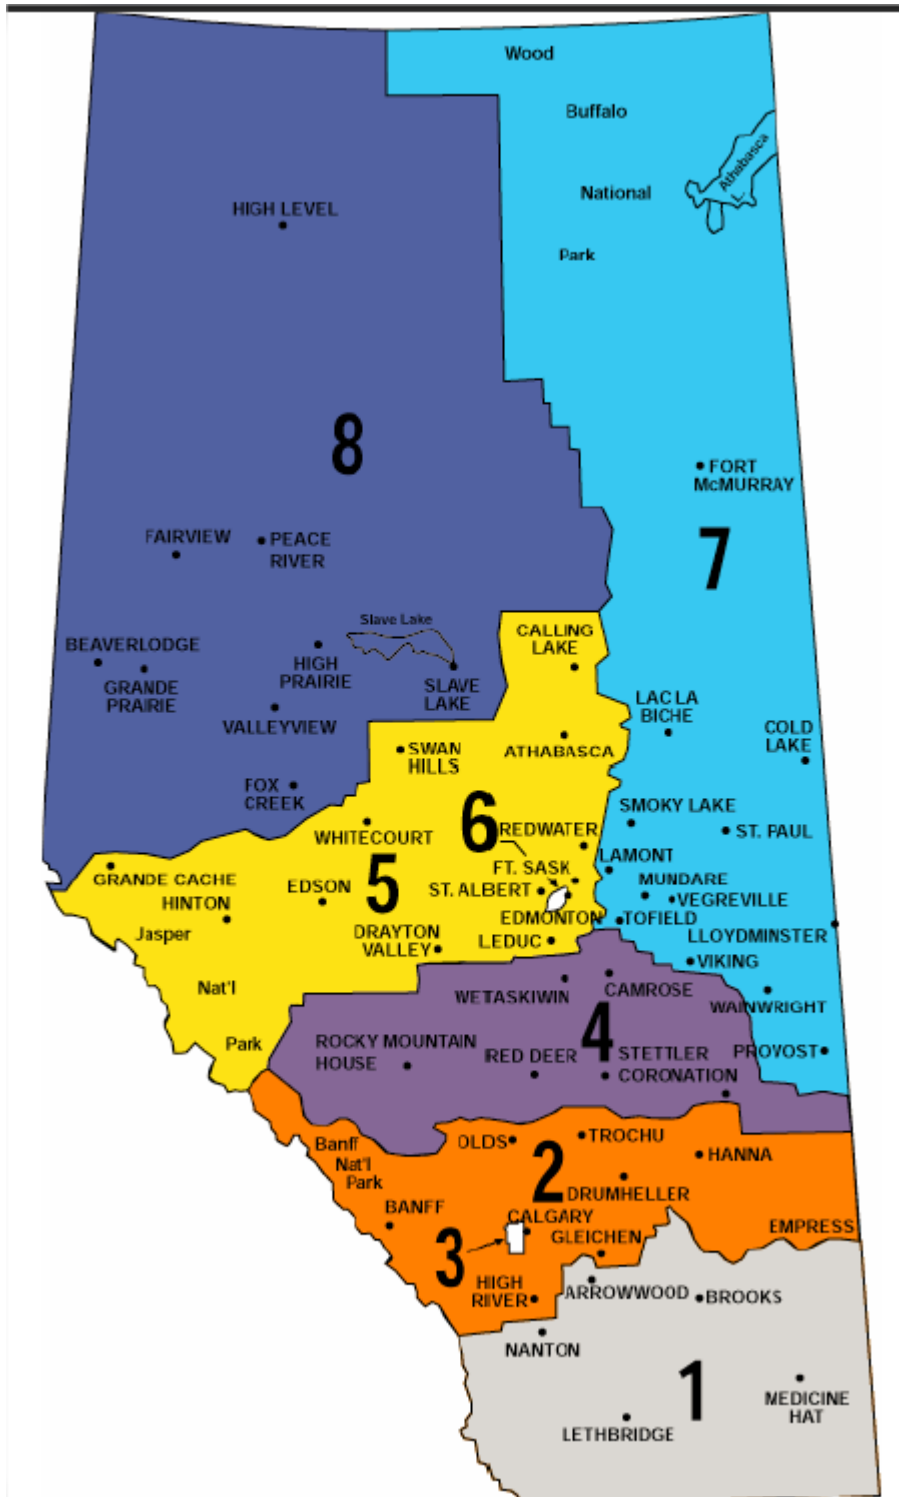 Wood
Buffalo
National
Park
L. Athabasca
HIGH LEVEL
8
FORT
McMURRAY
7
FAIRVIEW
PEACE
RIVER
Slave Lake
CALLING
LAKE
BEAVERLODGE
GRANDE
PRAIRIE
HIGH
PRAIRIE
SLAVE
LAKE
VALLEYVIEW
LAC LA
BICHE
COLD
LAKE
SWAN
HILLS
ATHABASCA
FOX
CREEK
WHITECOURT
6
REDWATER
SMOKY LAKE
ST. PAUL
GRANDE CACHE
HINTON
EDSON
5
FT. SASK
ST. ALBERT
LAMONT
MUNDARE
VEGREVILLE
Jasper
Nat'l
Park
DRAYTON
VALLEY
EDMONTON
LEDUC
TOFIELD
LLOYDMINSTER
VIKING
WETASKIWIN
CAMROSE
WAINWRIGHT
4
ROCKY MOUNTAIN
HOUSE
RED DEER
STETTLER
CORONATION
PROVOST
Banff
Nat'l
Park
OLDS
TROCHU
HANNA
2
DRUMHELLER
BANFF
CALGARY
3
GLEICHEN
EMPRESS
HIGH
RIVER
ARROWWOOD
BROOKS
NANTON
1
MEDICINE
HAT
LETHBRIDGE